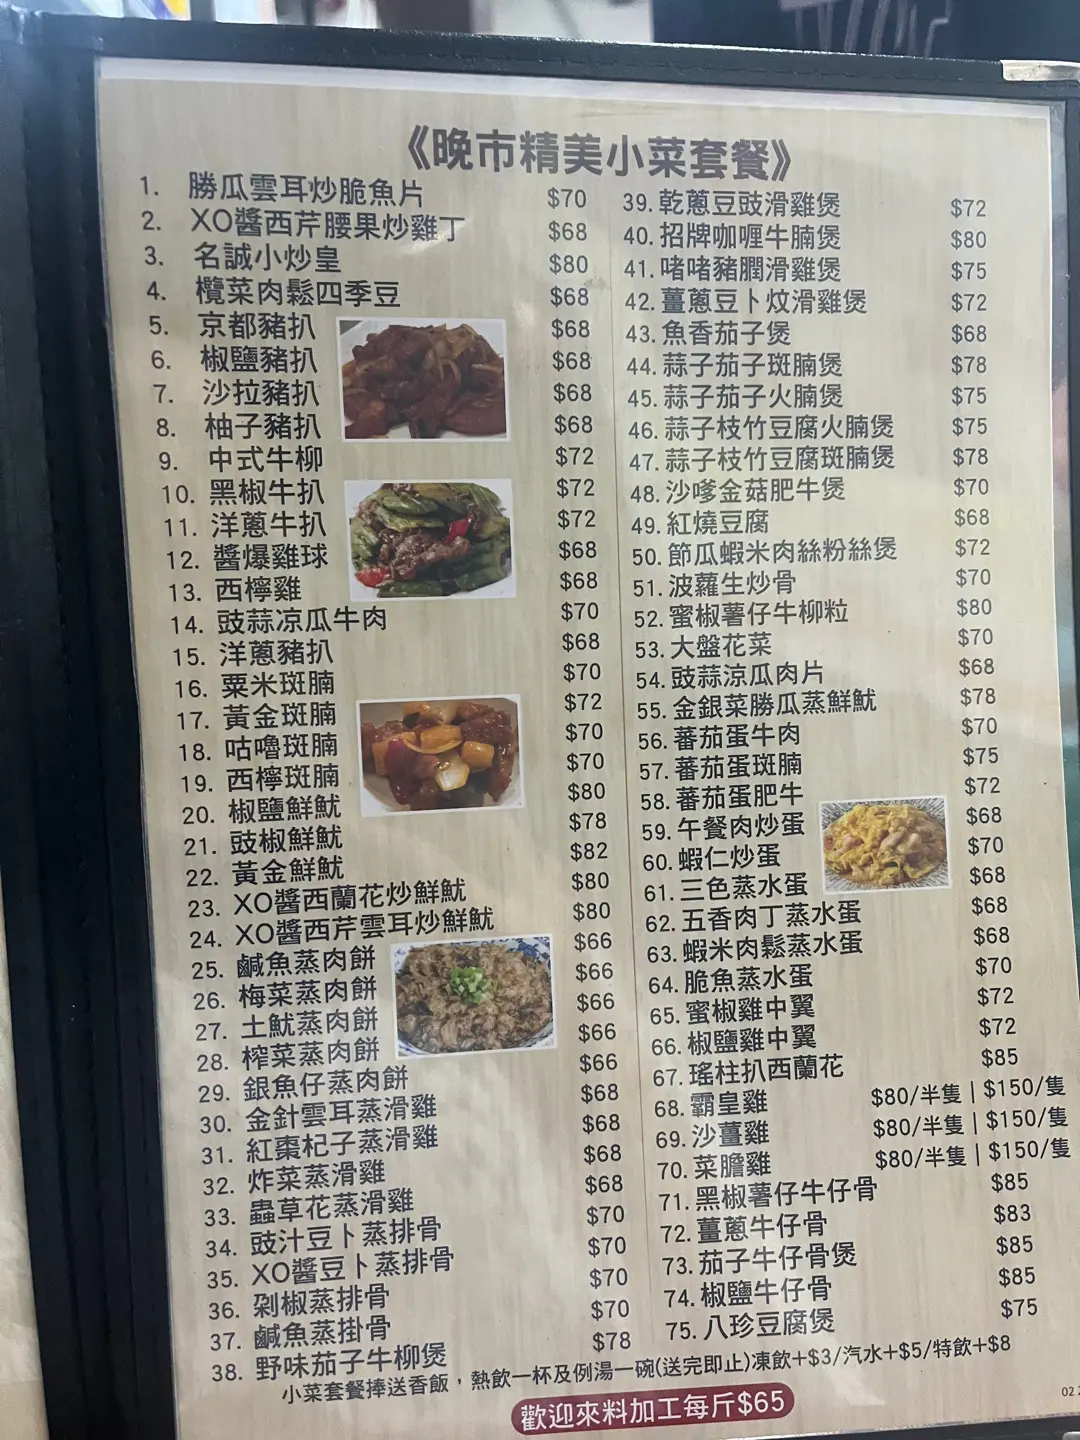 《晚市精美小菜套餐》
1. 勝瓜雲耳炒脆魚片 $70
2. XO醬西芹腰果炒雞丁 $68
3. 名誠小炒皇 $80
4. 欖菜肉鬆四季豆 $68
5. 京都豬扒 $68
6. 椒鹽豬扒 $68
7. 沙拉豬扒 $68
8. 柚子豬扒 $68
9. 中式牛柳 $72
10. 黑椒牛扒 $72
11. 洋蔥牛扒 $72
12. 醬爆雞球 $68
13. 西檸雞 $68
14. 豉蒜凉瓜牛肉 $70
15. 洋蔥豬扒 $68
16. 粟米斑腩 $70
17. 黃金斑腩 $72
18. 咕嚕斑腩 $70
19. 西檸斑腩 $70
20. 椒鹽鮮魷 $80
21. 豉椒鮮魷 $78
22. 黃金鮮魷 $82
23. XO醬西蘭花炒鮮魷 $80
24. XO醬西芹雲耳炒鮮魷 $80
25. 鹹魚蒸肉餅 $66
26. 梅菜蒸肉餅 $66
27. 土魷蒸肉餅 $66
28. 榨菜蒸肉餅 $66
29. 銀魚仔蒸肉餅 $66
30. 金針雲耳蒸滑雞 $68
31. 紅棗杞子蒸滑雞 $68
32. 炸菜蒸滑雞 $68
33. 蟲草花蒸滑雞 $68
34. 豉汁豆卜蒸排骨 $70
35. XO醬豆卜蒸排骨 $70
36. 剁椒蒸排骨 $70
37. 鹹魚蒸掛骨 $70
38. 野味茄子牛柳煲 $78
39. 乾蔥豆豉滑雞煲 $72
40. 招牌咖喱牛腩煲 $80
41. 啫啫豬膶滑雞煲 $75
42. 薑蔥豆卜炆滑雞煲 $72
43. 魚香茄子煲 $68
44. 蒜子茄子斑腩煲 $78
45. 蒜子茄子火腩煲 $75
46. 蒜子枝竹豆腐火腩煲 $75
47. 蒜子枝竹豆腐斑腩煲 $78
48. 沙嗲金菇肥牛煲 $70
49. 紅燒豆腐 $68
50. 節瓜蝦米肉絲粉絲煲 $72
51. 波蘿生炒骨 $70
52. 蜜椒薯仔牛柳粒 $80
53. 大盤花菜 $70
54. 豉蒜涼瓜肉片 $68
55. 金銀菜勝瓜蒸鮮魷 $78
56. 蕃茄蛋牛肉 $70
57. 蕃茄蛋斑腩 $75
58. 蕃茄蛋肥牛 $72
59. 午餐肉炒蛋 $68
60. 蝦仁炒蛋 $70
61. 三色蒸水蛋 $68
62. 五香肉丁蒸水蛋 $68
63. 蝦米肉鬆蒸水蛋 $68
64. 脆魚蒸水蛋 $70
65. 蜜椒雞中翼 $72
66. 椒鹽雞中翼 $72
67. 瑤柱扒西蘭花 $85
68. 霸皇雞 $80/半隻 | $150/隻
69. 沙薑雞 $80/半隻 | $150/隻
70. 菜膽雞 $80/半隻 | $150/隻
71. 黑椒薯仔牛仔骨 $85
72. 薑蔥牛仔骨 $83
73. 茄子牛仔骨煲 $85
74. 椒鹽牛仔骨 $85
75. 八珍豆腐煲 $75
小菜套餐捧送香飯，熱飲一杯及例湯一碗(送完即止)凍飲+$3/汽水+$5/特飲+$8
歡迎來料加工每斤$65
02